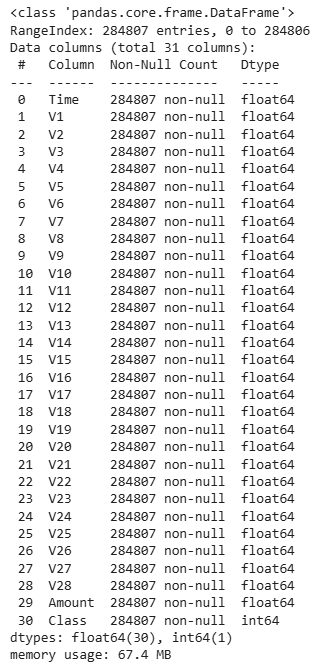 <class 'pandas.core.frame.DataFrame'>
RangeIndex: 284807 entries, 0 to 284806
Data columns (total 31 columns):
 #   Column  Non-Null Count   Dtype
---  ------  --------------   -----
 0   Time    284807 non-null  float64
 1   V1      284807 non-null  float64
 2   V2      284807 non-null  float64
 3   V3      284807 non-null  float64
 4   V4      284807 non-null  float64
 5   V5      284807 non-null  float64
 6   V6      284807 non-null  float64
 7   V7      284807 non-null  float64
 8   V8      284807 non-null  float64
 9   V9      284807 non-null  float64
 10  V10     284807 non-null  float64
 11  V11     284807 non-null  float64
 12  V12     284807 non-null  float64
 13  V13     284807 non-null  float64
 14  V14     284807 non-null  float64
 15  V15     284807 non-null  float64
 16  V16     284807 non-null  float64
 17  V17     284807 non-null  float64
 18  V18     284807 non-null  float64
 19  V19     284807 non-null  float64
 20  V20     284807 non-null  float64
 21  V21     284807 non-null  float64
 22  V22     284807 non-null  float64
 23  V23     284807 non-null  float64
 24  V24     284807 non-null  float64
 25  V25     284807 non-null  float64
 26  V26     284807 non-null  float64
 27  V27     284807 non-null  float64
 28  V28     284807 non-null  float64
 29  Amount  284807 non-null  float64
 30  Class   284807 non-null  int64
dtypes: float64(30), int64(1)
memory usage: 67.4 MB